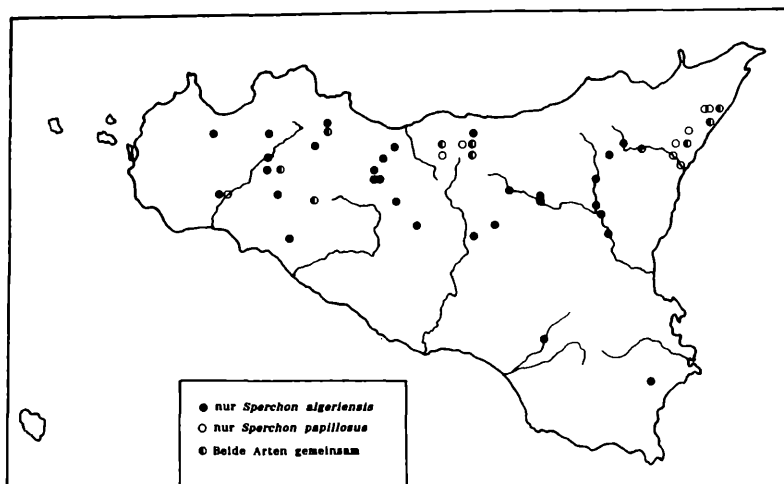 ● nur Sperchon algeriensis
○ nur Sperchon papillosus
◐ Beide Arten gemeinsam